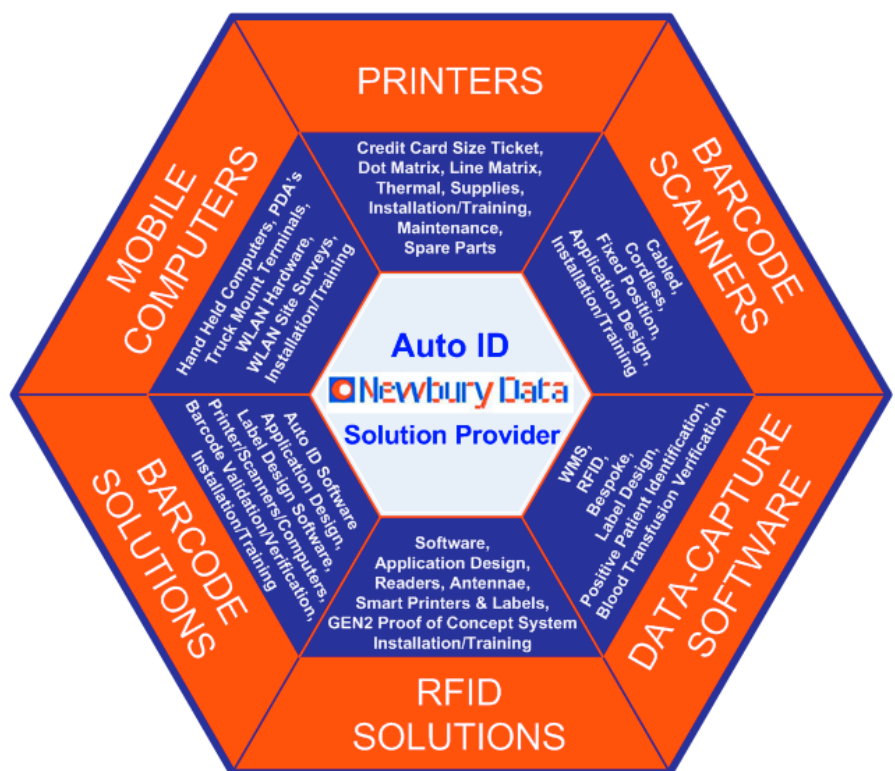 PRINTERS
Credit Card Size Ticket,
Dot Matrix, Line Matrix,
Thermal, Supplies,
Installation/Training,
Maintenance,
Spare Parts
BARCODE
SCANNERS
Cabled,
Cordless,
Fixed Position,
Application Design,
Installation/Training
DATA-CAPTURE
SOFTWARE
WMS,
RFID,
Bespoke,
Label Design,
Positive Patient Identification,
Blood Transfusion Verification
RFID
SOLUTIONS
Software,
Application Design,
Readers, Antennae,
Smart Printers & Labels,
GEN2 Proof of Concept System
Installation/Training
BARCODE
SOLUTIONS
Auto ID Software
Application Design,
Label Design Software,
Printer/Scanners/Computers,
Barcode Validation/Verification,
Installation/Training
MOBILE
COMPUTERS
Hand Held Computers, PDA's
Truck Mount Terminals,
WLAN Hardware,
WLAN Site Surveys,
Installation/Training
Auto ID
Newbury Data
Solution Provider